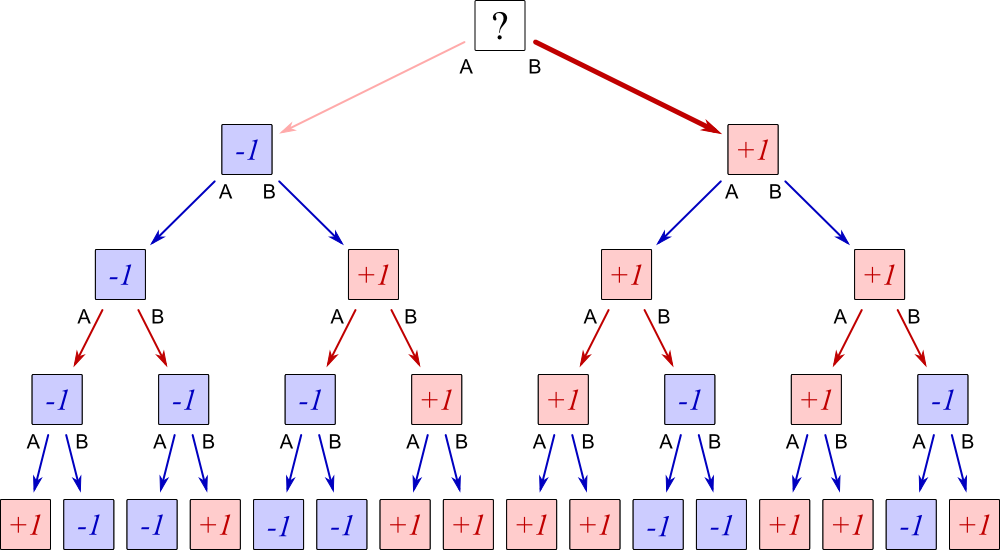 ?
A B
-1 +1
A B A B
-1 +1 +1 +1
A B A B A B A B
-1 -1 -1 +1 +1 -1 +1 -1
A B A B A B A B A B A B A B A B
+1 -1 -1 +1 -1 -1 +1 +1 +1 +1 -1 -1 +1 +1 -1 +1